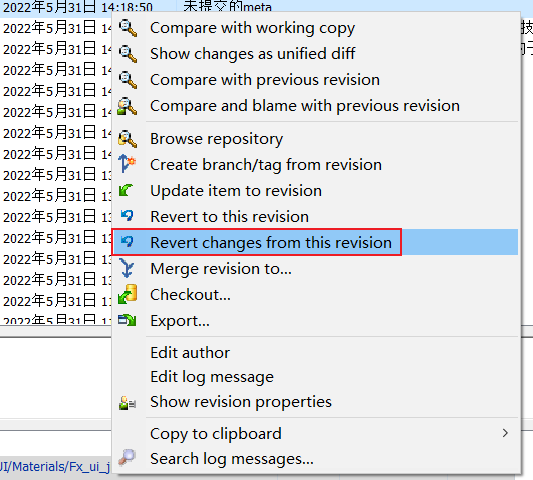 2022年5月31日 14:18:50 未提交的meta
Compare with working copy
2022年5月31日 14
Show changes as unified diff
2022年5月31日 14
Compare with previous revision
2022年5月31日 14
Compare and blame with previous revision
2022年5月31日 14
2022年5月31日 14
Browse repository
2022年5月31日 14
Create branch/tag from revision
2022年5月31日 14
Update item to revision
2022年5月31日 13
2022年5月31日 13
Revert to this revision
2022年5月31日 13
Revert changes from this revision
2022年5月31日 13
Merge revision to...
2022年5月31日 13
Checkout...
2022年5月31日 13
2022年5月31日 11
Export...
2022年5月31日 11
Edit author
Edit log message
Show revision properties
Copy to clipboard
Search log messages...
UI/Materials/Fx_ui_j